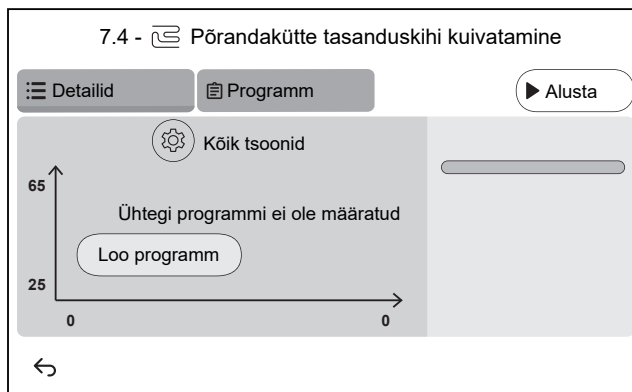 7.4 - Põrandakütte tasanduskihi kuivatamine
Detailid
Programm
Alusta
Kõik tsoonid
65
Ühtegi programmi ei ole määratud
Loo programm
25
0
0